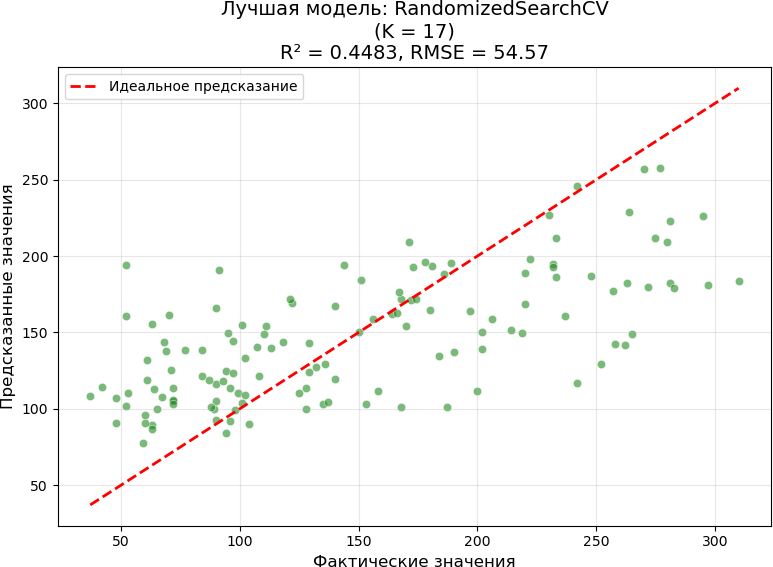 Лучшая модель: RandomizedSearchCV
(K = 17)
R² = 0.4483, RMSE = 54.57
Идеальное предсказание
Предсказанные значения
300
250
200
150
100
50
50
100
150
200
250
300
Фактические значения